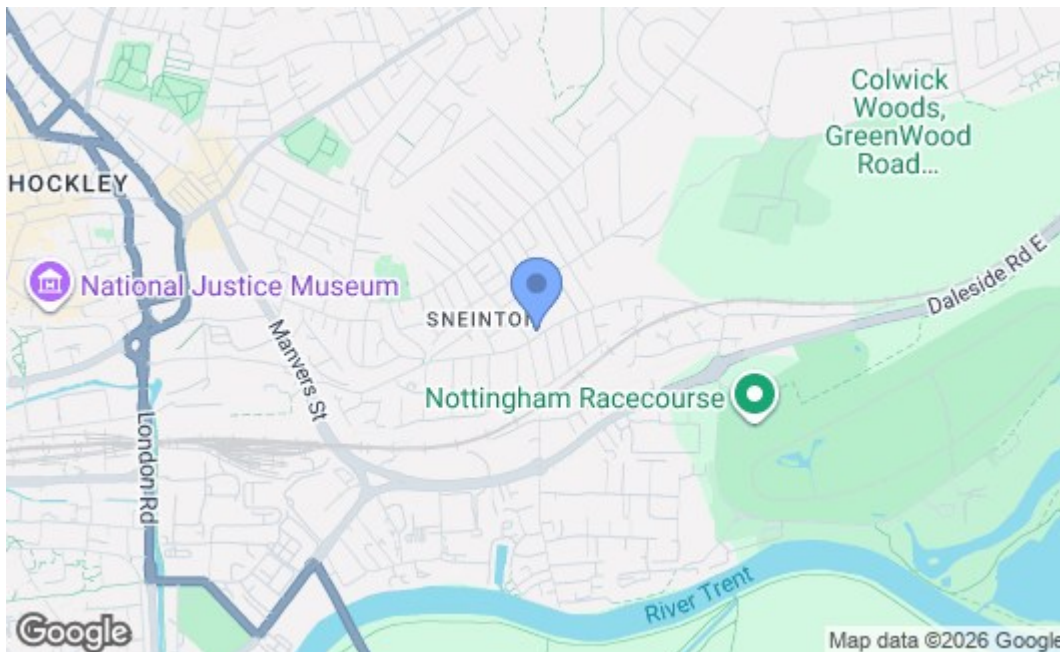 Colwick
Woods,
GreenWood
Road...
HOCKLEY
National Justice Museum
Daleside Rd E
SNEINTON
Manvers St
Nottingham Racecourse
London Rd
River Trent
Google
Map data ©2026 Google